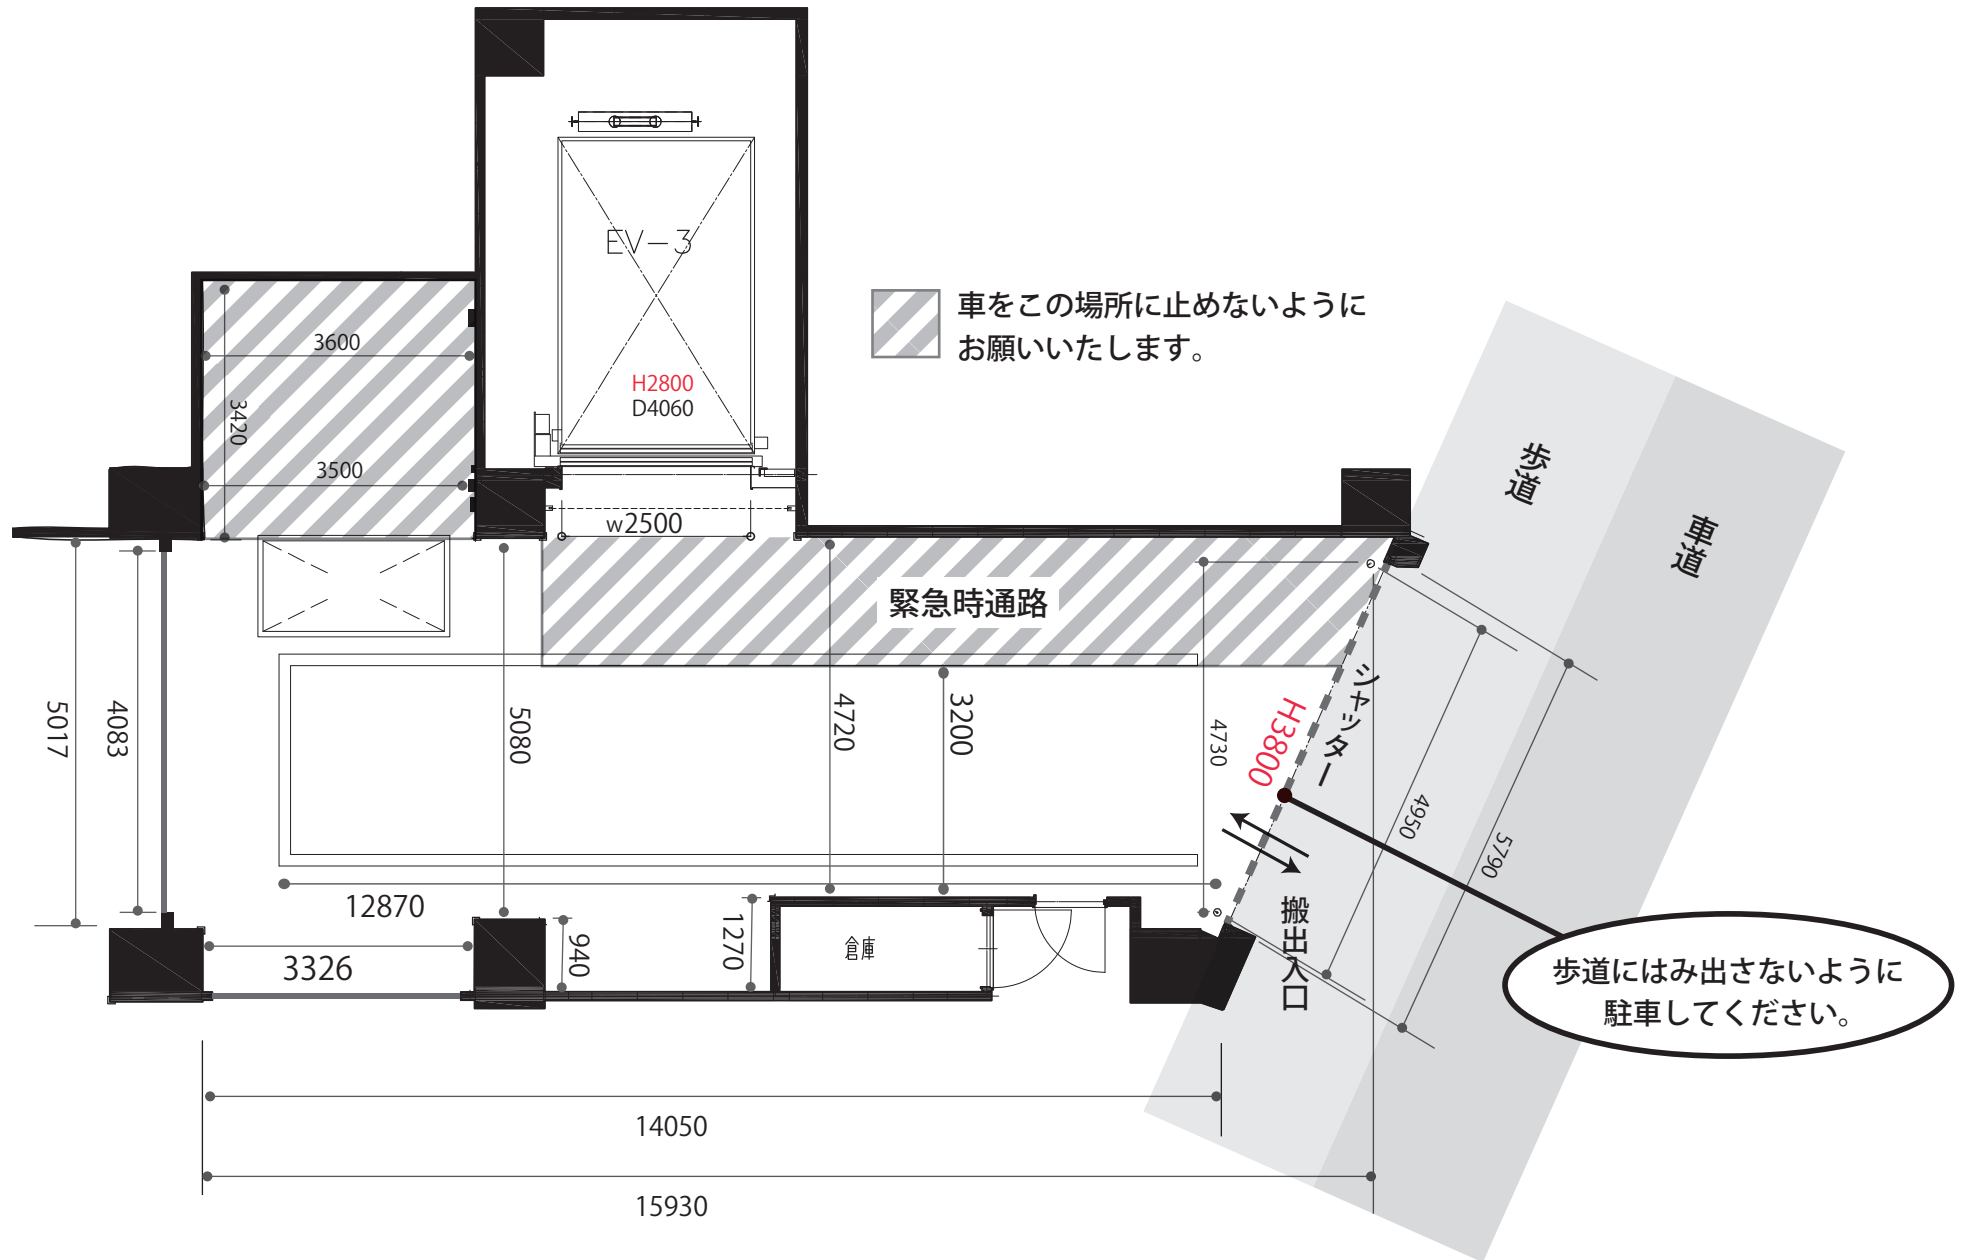 EV-3
H2800
D4060
車をこの場所に止めないように
お願いいたします。
3600
3420
3500
w2500
緊急時通路
歩道
車道
5017
4083
5080
4720
3200
4730
H3800
シャッター
4950
5790
12870
3326
940
1270
倉庫
搬出入口
歩道にはみ出さないように
駐車してください。
14050
15930